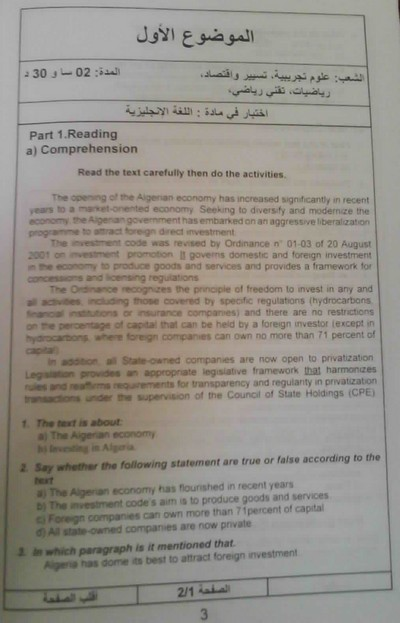 الموضوع الأول
الشعب: علوم تجريبية، تسيير واقتصاد، المدة: 02 سا و 30 د
رياضيات، تقني رياضي،
اختبار في مادة : اللغة الإنجليزية
Part 1.Reading
a) Comprehension
Read the text carefully then do the activities.
The opening of the Algerian economy has increased significantly in recent
years to a market-oriented economy. Seeking to diversify and modernize the
economy, the Algerian government has embarked on an aggressive liberalization
programme to attract foreign direct investment.
The investment code was revised by Ordinance n° 01-03 of 20 August
2001 on investment promotion. It governs domestic and foreign investment
in the economy to produce goods and services and provides a framework for
concessions and licensing regulations.
The Ordinance recognizes the principle of freedom to invest in any and
all activities, including those covered by specific regulations (hydrocarbons,
financial institutions or insurance companies) and there are no restrictions
on the percentage of capital that can be held by a foreign investor (except in
hydrocarbons, where foreign companies can own no more than 71 percent of
capital).
In addition, all State-owned companies are now open to privatization.
Legislation provides an appropriate legislative framework that harmonizes
rules and reaffirms requirements for transparency and regularity in privatization
transactions under the supervision of the Council of State Holdings (CPE).
1. The text is about:
a) The Algerian economy.
b) Investing in Algeria.
2. Say whether the following statement are true or false according to the
text
a) The Algerian economy has flourished in recent years
b) The investment code's aim is to produce goods and services.
c) Foreign companies can own more than 71percent of capital
d) All state-owned companies are now private.
3. In which paragraph is it mentioned that.
Algeria has dome its best to attract foreign investment.
الصفحة 2/1
اقلب الصفحة
3